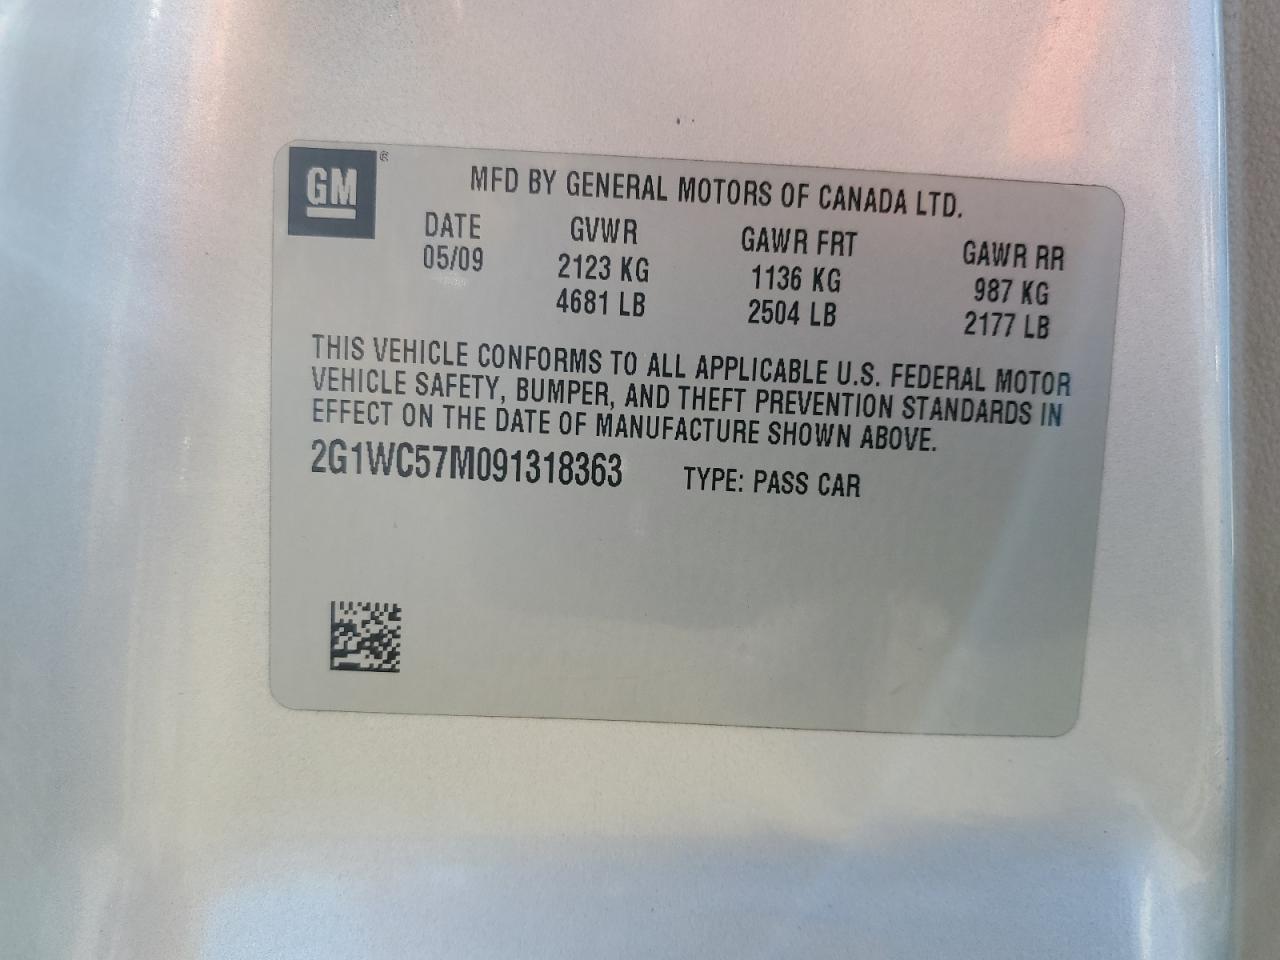 GM®
MFD BY GENERAL MOTORS OF CANADA LTD.
DATE GVWR GAWR FRT GAWR RR
05/09 2123 KG 1136 KG 987 KG
4681 LB 2504 LB 2177 LB
THIS VEHICLE CONFORMS TO ALL APPLICABLE U.S. FEDERAL MOTOR
VEHICLE SAFETY, BUMPER, AND THEFT PREVENTION STANDARDS IN
EFFECT ON THE DATE OF MANUFACTURE SHOWN ABOVE.
2G1WC57M091318363 TYPE: PASS CAR